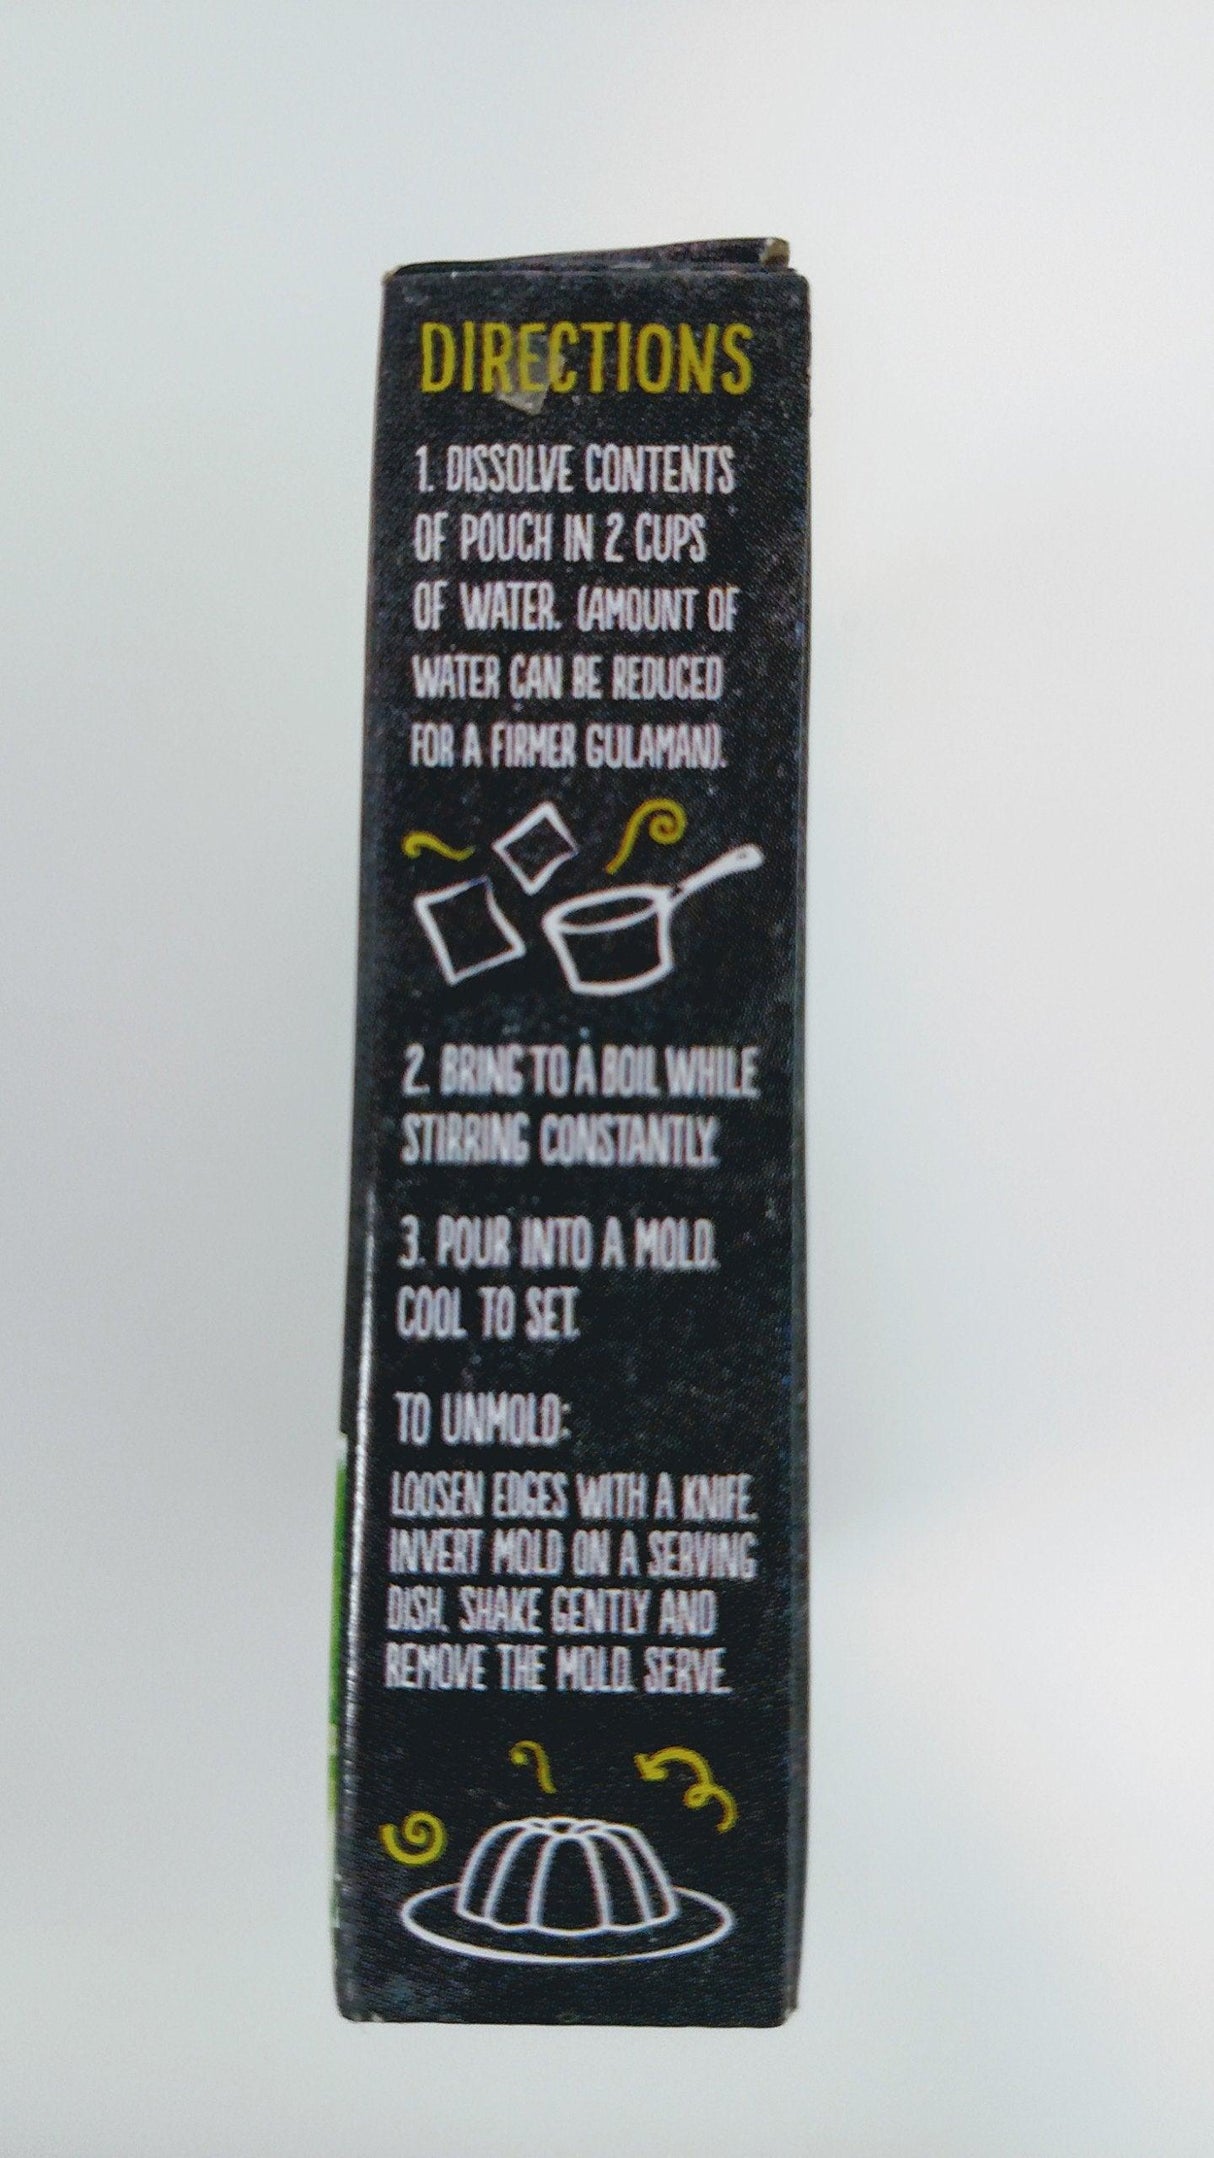 DIRECTIONS
1. DISSOLVE CONTENTS
OF POUCH IN 2 CUPS
OF WATER. (AMOUNT OF
WATER CAN BE REDUCED
FOR A FIRMER GULAMAN).
2. BRING TO A BOIL WHILE
STIRRING CONSTANTLY.
3. POUR INTO A MOLD.
COOL TO SET.
TO UNMOLD:
LOOSEN EDGES WITH A KNIFE.
INVERT MOLD ON A SERVING
DISH. SHAKE GENTLY AND
REMOVE THE MOLD. SERVE.